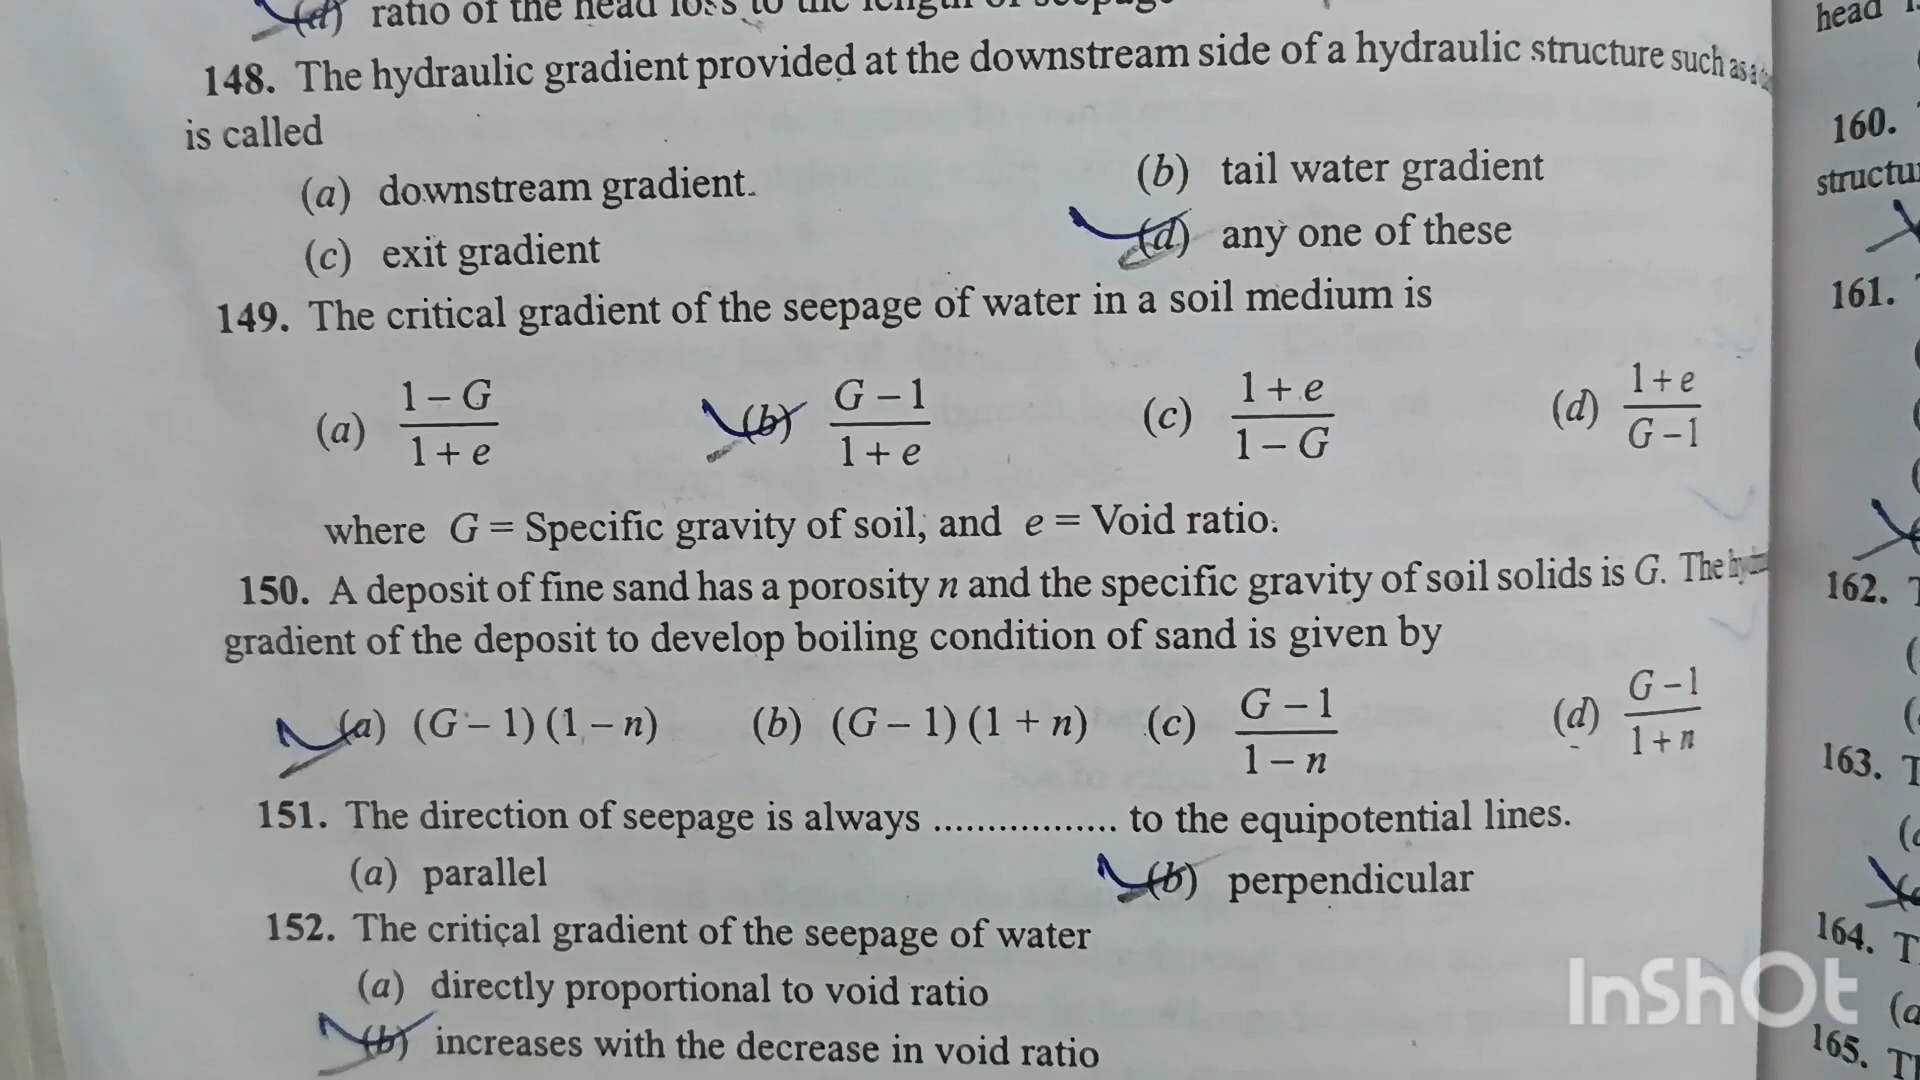 (d) ratio of the head loss to the length of seepage
148. The hydraulic gradient provided at the downstream side of a hydraulic structure such as
is called
(a) downstream gradient.
(b) tail water gradient
(c) exit gradient
(d) any one of these
149. The critical gradient of the seepage of water in a soil medium is
(a) (1 – G)/(1 + e) (b) (G – 1)/(1 + e) (c) (1 + e)/(1 – G) (d) (1 + e)/(G – 1)
where G = Specific gravity of soil, and e = Void ratio.
150. A deposit of fine sand has a porosity n and the specific gravity of soil solids is G. The
gradient of the deposit to develop boiling condition of sand is given by
(a) (G – 1) (1 – n) (b) (G – 1) (1 + n) (c) (G – 1)/(1 – n) (d) (G – 1)/(1 + n)
151. The direction of seepage is always ................. to the equipotential lines.
(a) parallel (b) perpendicular
152. The critical gradient of the seepage of water
(a) directly proportional to void ratio
(b) increases with the decrease in void ratio
head
160.
structu
161.
162.
163.
164. T
(a
165.
InShOt